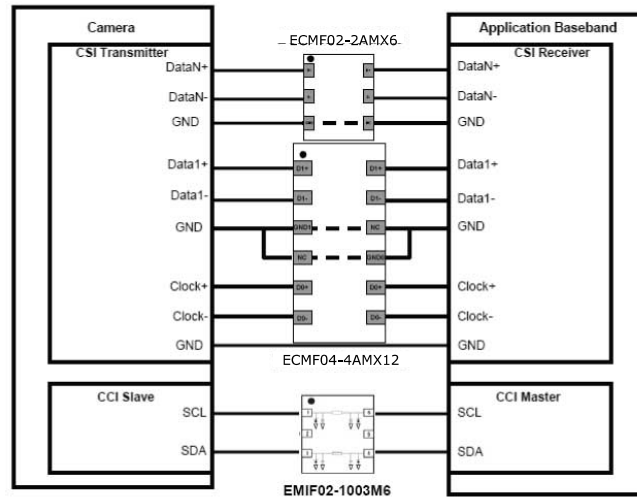 Camera
Application Baseband
CSI Transmitter
ECMF02-2AMX6
CSI Receiver
DataN+
DataN+
DataN-
DataN-
GND
GND
Data1+
D1+
D1+
Data1+
Data1-
D1-
D1-
Data1-
GND
GND1
NC
GND
NC
Clock+
D0+
D0+
Clock+
Clock-
D0-
D0-
Clock-
GND
GND
ECMF04-4AMX12
CCI Slave
CCI Master
SCL
SCL
SDA
SDA
EMIF02-1003M6